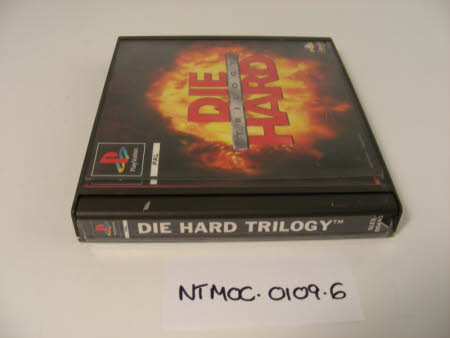 DIE
TRILOGY
HARD
PlayStation
PAL
DIE HARD TRILOGY™
NTMOC.0109.6